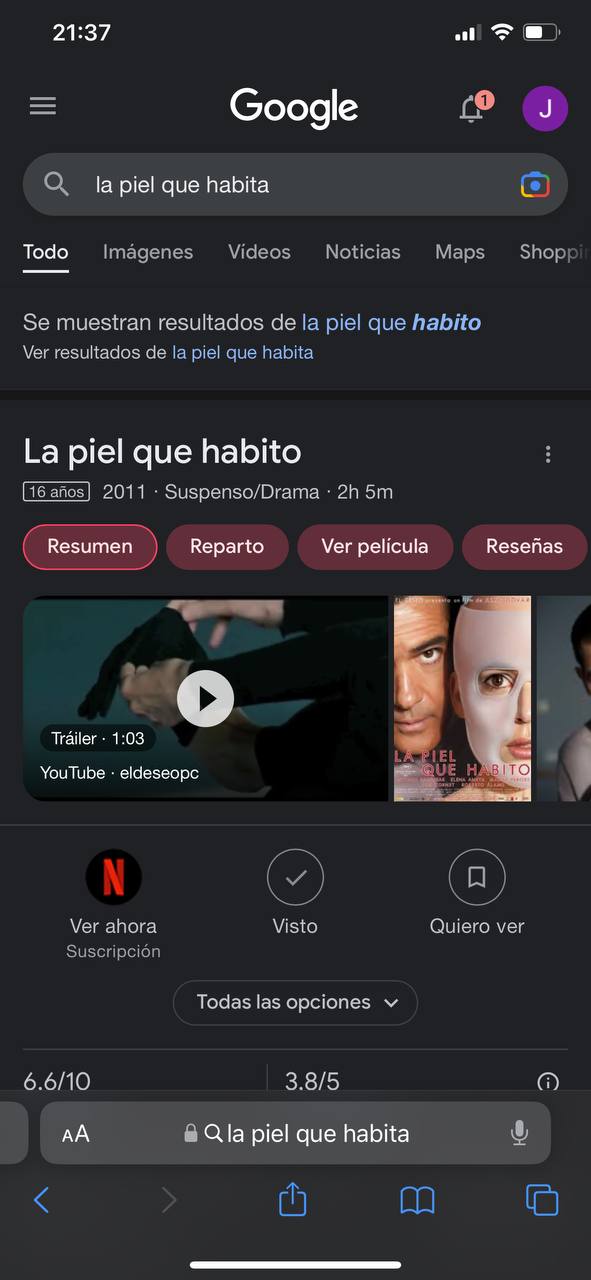 21:37
Google
1
J
la piel que habita
Todo Imágenes Vídeos Noticias Maps Shoppin
Se muestran resultados de la piel que habito
Ver resultados de la piel que habita
La piel que habito
16 años 2011 · Suspenso/Drama · 2h 5m
Resumen Reparto Ver película Reseñas
Tráiler · 1:03
YouTube · eldeseopc
LA PIEL
QUE HABITO
N
Ver ahora Visto Quiero ver
Suscripción
Todas las opciones
6.6/10 3.8/5
AA la piel que habita